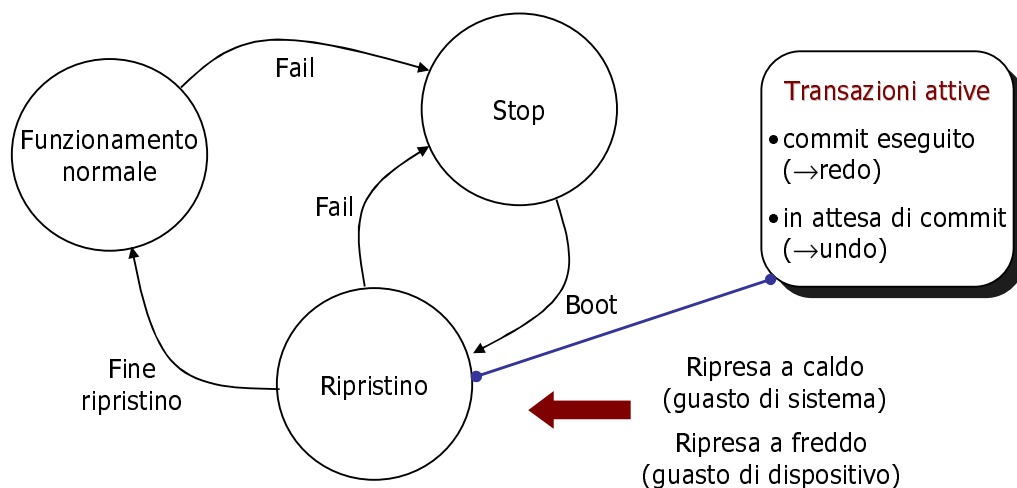 Fail
Stop
Funzionamento
normale
Fail
Boot
Fine
ripristino
Ripristino
Transazioni attive
• commit eseguito
(→redo)
• in attesa di commit
(→undo)
Ripresa a caldo
(guasto di sistema)
Ripresa a freddo
(guasto di dispositivo)